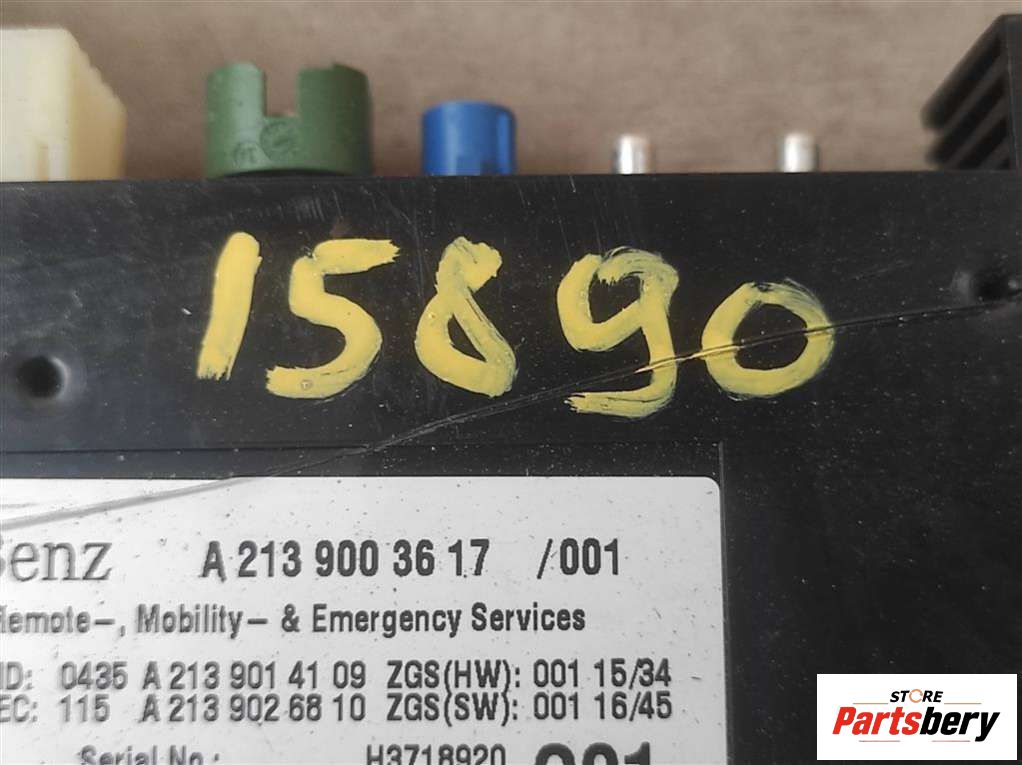 15890
Benz A 213 900 36 17 /001
Remote-, Mobility- & Emergency Services
ID: 0435 A 213 901 41 09 ZGS(HW): 001 15/34
EC: 115 A 213 902 68 10 ZGS(SW): 001 16/45
Serial No.: H3718920 001
STORE
Partsbery